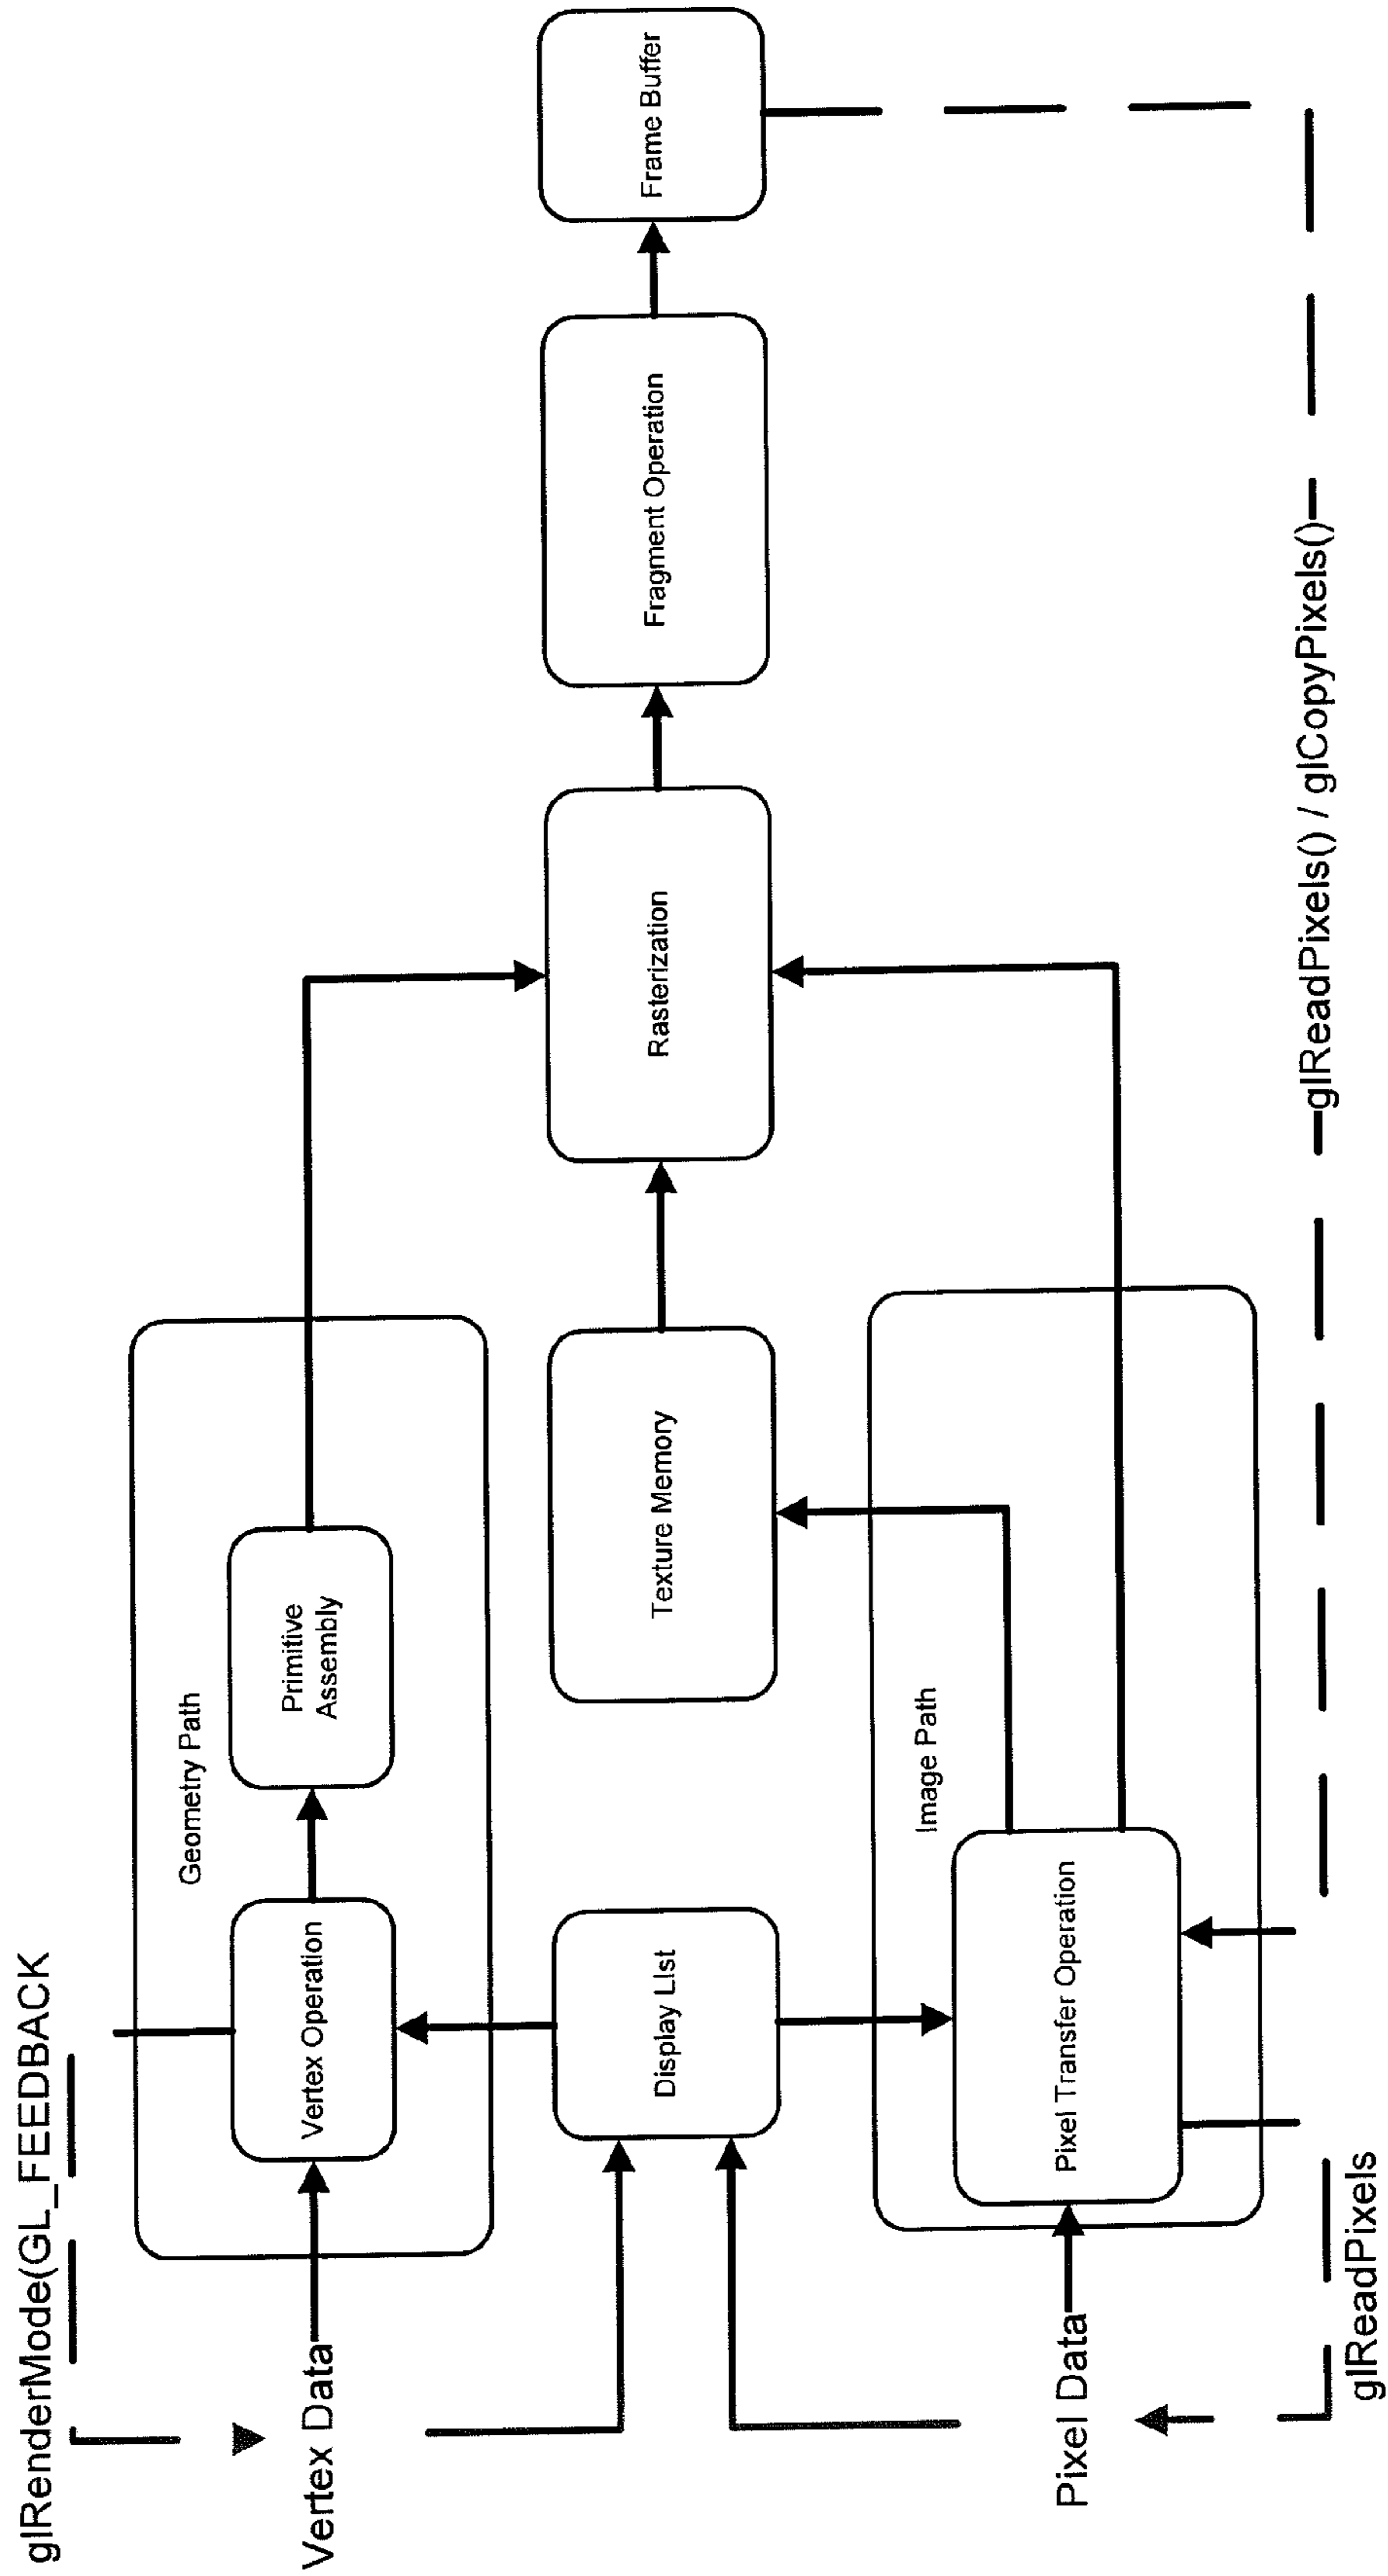 glRenderMode(GL_FEEDBACK
Geometry Path
Vertex Data
Vertex Operation
Primitive
Assembly
Display LIst
Texture Memory
Rasterization
Fragment Operation
Frame Buffer
Image Path
Pixel Data
Pixel Transfer Operation
glReadPixels() / glCopyPixels()
glReadPixels